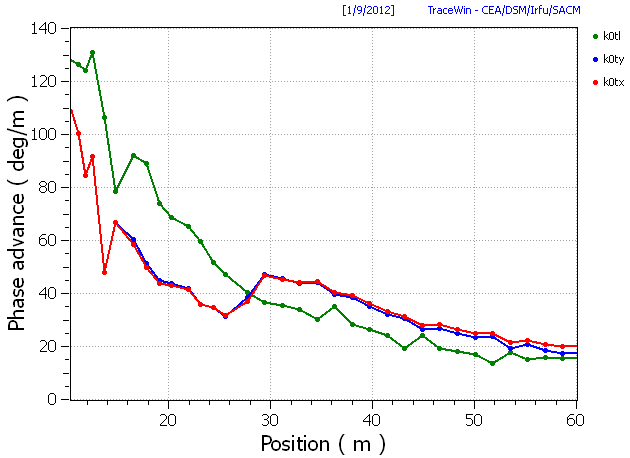 [1/9/2012] TraceWin - CEA/DSM/Irfu/SACM
k0tl
k0ty
k0tx
Phase advance ( deg/m )
140
120
100
80
60
40
20
0
20 30 40 50 60
Position ( m )